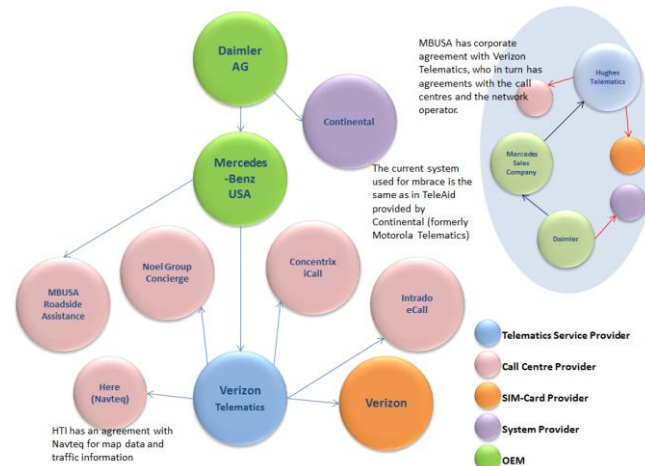 Daimler
AG
Continental
Mercedes
-Benz
USA
MBUSA has corporate
agreement with Verizon
Telematics, who in turn has
agreements with the call
centres and the network
operator.
Hughes
Telematics
Mercedes
Sales
Company
Daimler
The current system
used for mbrace is the
same as in TeleAid
provided by
Continental (formerly
Motorola Telematics)
MBUSA
Roadside
Assistance
Noel Group
Concierge
Concentrix
iCall
Intrado
eCall
Here
(Navteq)
Verizon
Telematics
Verizon
HTI has an agreement with
Navteq for map data and
traffic information
Telematics Service Provider
Call Centre Provider
SIM-Card Provider
System Provider
OEM